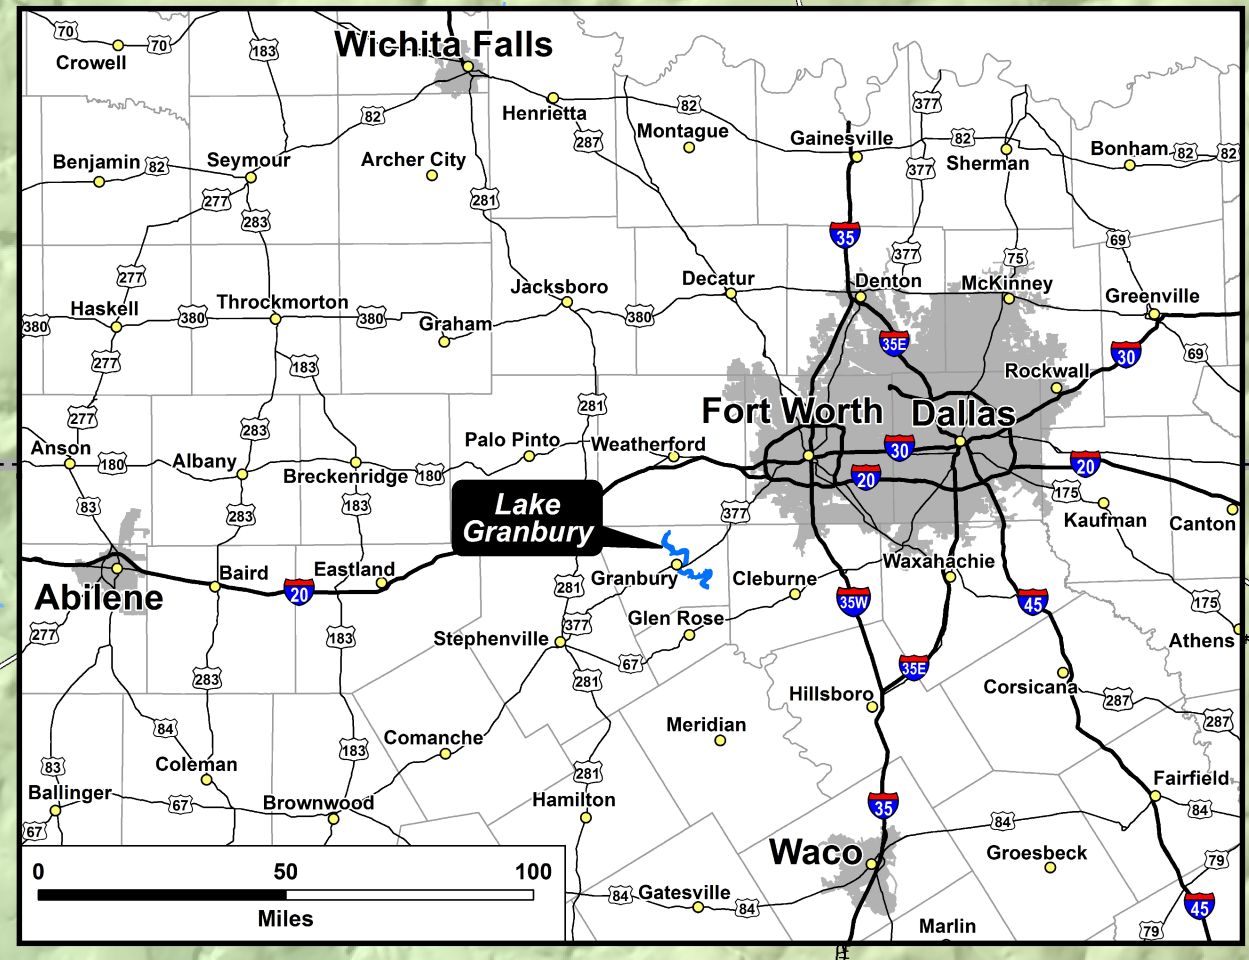 70
70
Crowell
183
Wichita Falls
82
Henrietta
287
82
Montague
377
Gainesville
82
Sherman
Bonham
82
82
Benjamin
82
Seymour
Archer City
377
277
283
281
35
377
75
69
277
Haskell
380
380
Throckmorton
380
Graham
Jacksboro
380
Decatur
Denton
McKinney
Greenville
35E
30
69
277
183
Rockwall
277
283
281
Fort Worth
Dallas
Anson
180
Albany
Breckenridge
180
Palo Pinto
Weatherford
30
20
20
83
283
183
Lake
Granbury
377
175
Kaufman
Canton
Abilene
Baird
20
Eastland
281
Granbury
Cleburne
Waxahachie
35W
45
175
277
183
Stephenville
377
Glen Rose
67
35E
Athens
283
281
Hillsboro
Corsicana
287
287
84
83
Coleman
183
Comanche
Meridian
281
Ballinger
67
67
Brownwood
Hamilton
35
84
Fairfield
84
Waco
Groesbeck
79
84
Gatesville
84
Marlin
45
79
0
50
100
Miles